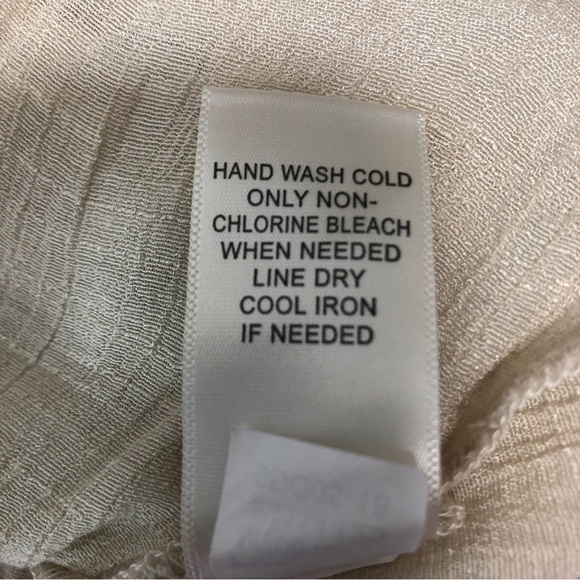 HAND WASH COLD
ONLY NON-
CHLORINE BLEACH
WHEN NEEDED
LINE DRY
COOL IRON
IF NEEDED